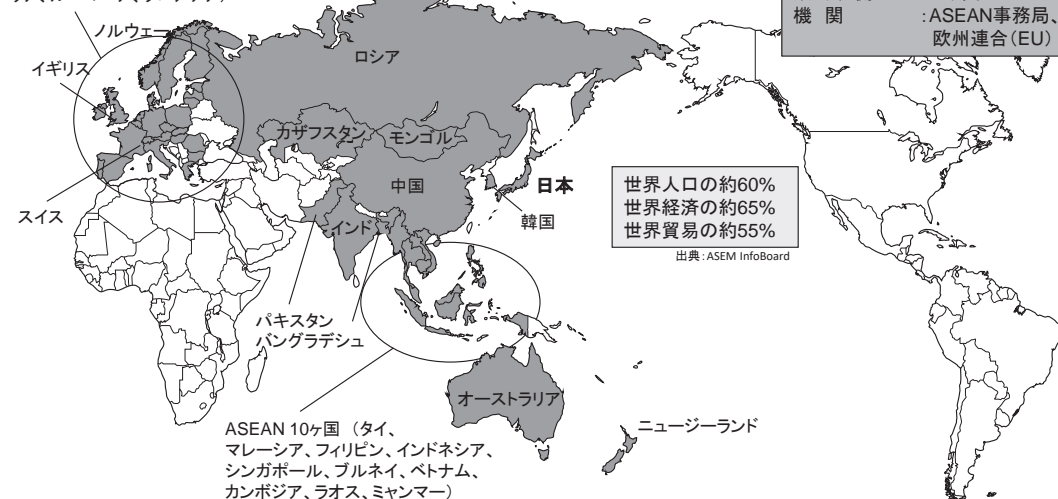 ノルウェー
イギリス
スイス
ロシア
カザフスタン
モンゴル
中国
日本
韓国
インド
パキスタン
バングラデシュ
ASEAN 10ヶ国 (タイ、
マレーシア、フィリピン、インドネシア、
シンガポール、ブルネイ、ベトナム、
カンボジア、ラオス、ミャンマー)
オーストラリア
ニュージーランド
機 関 :ASEAN事務局、
欧州連合(EU)
世界人口の約60%
世界経済の約65%
世界貿易の約55%
出典:ASEM InfoBoard